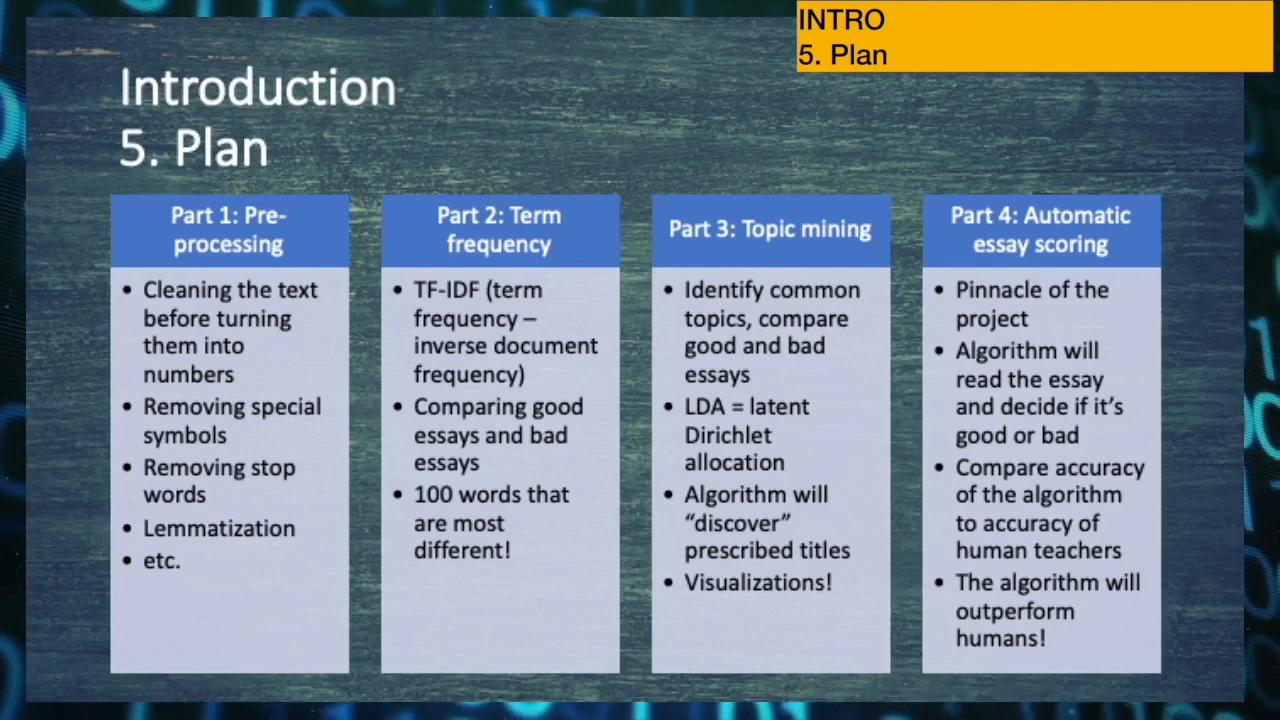 INTRO
5. Plan
Introduction
5. Plan
Part 1: Pre-
processing
• Cleaning the text
before turning
them into
numbers
• Removing special
symbols
• Removing stop
words
• Lemmatization
• etc.
Part 2: Term
frequency
• TF-IDF (term
frequency –
inverse document
frequency)
• Comparing good
essays and bad
essays
• 100 words that
are most
different!
Part 3: Topic mining
• Identify common
topics, compare
good and bad
essays
• LDA = latent
Dirichlet
allocation
• Algorithm will
“discover”
prescribed titles
• Visualizations!
Part 4: Automatic
essay scoring
• Pinnacle of the
project
• Algorithm will
read the essay
and decide if it’s
good or bad
• Compare accuracy
of the algorithm
to accuracy of
human teachers
• The algorithm will
outperform
humans!